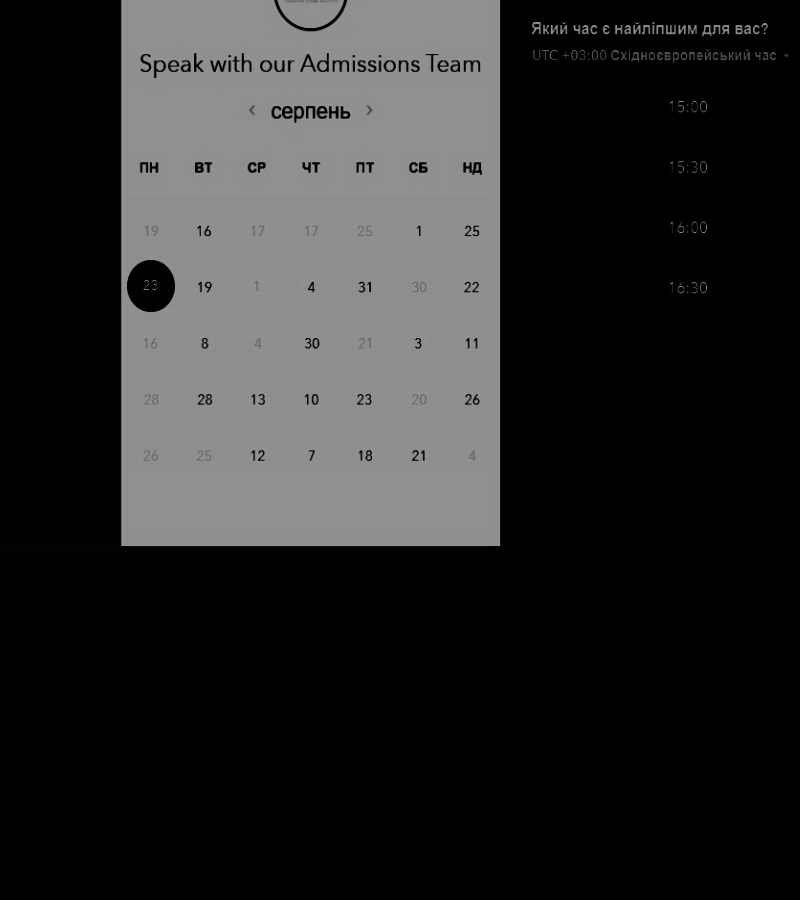 Speak with our Admissions Team
серпень
ПН ВТ СР ЧТ ПТ СБ НД
19 16 17 17 25 1 25
23 19 1 4 31 30 22
16 8 4 30 21 3 11
28 28 13 10 23 20 26
26 25 12 7 18 21 4
Який час є найліпшим для вас?
UTC +03:00 Східноєвропейський час
15:00
15:30
16:00
16:30